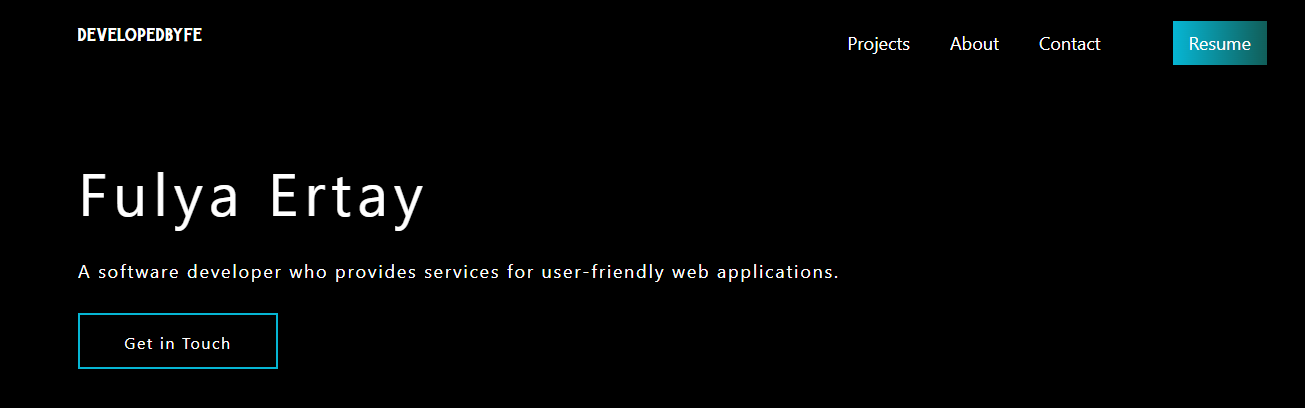 DEVELOPEDBYFE
Projects
About
Contact
Resume
Fulya Ertay
A software developer who provides services for user-friendly web applications.
Get in Touch